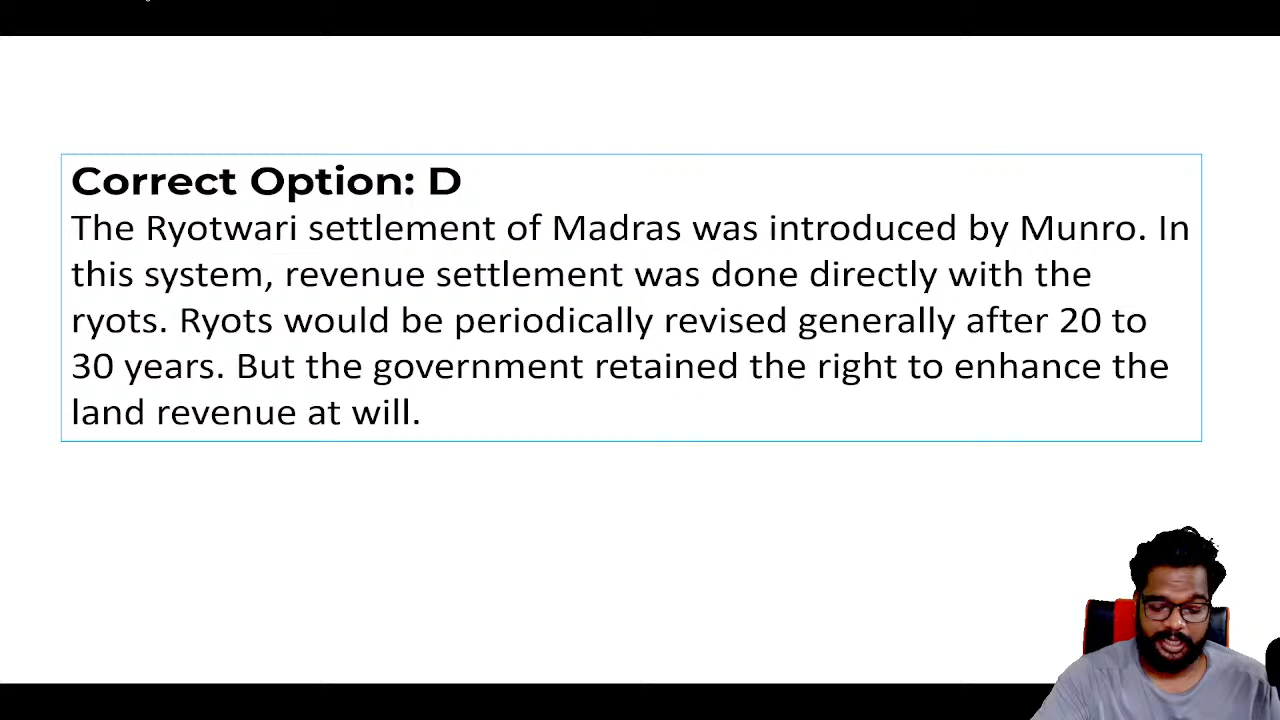 Correct Option: D
The Ryotwari settlement of Madras was introduced by Munro. In
this system, revenue settlement was done directly with the
ryots. Ryots would be periodically revised generally after 20 to
30 years. But the government retained the right to enhance the
land revenue at will.